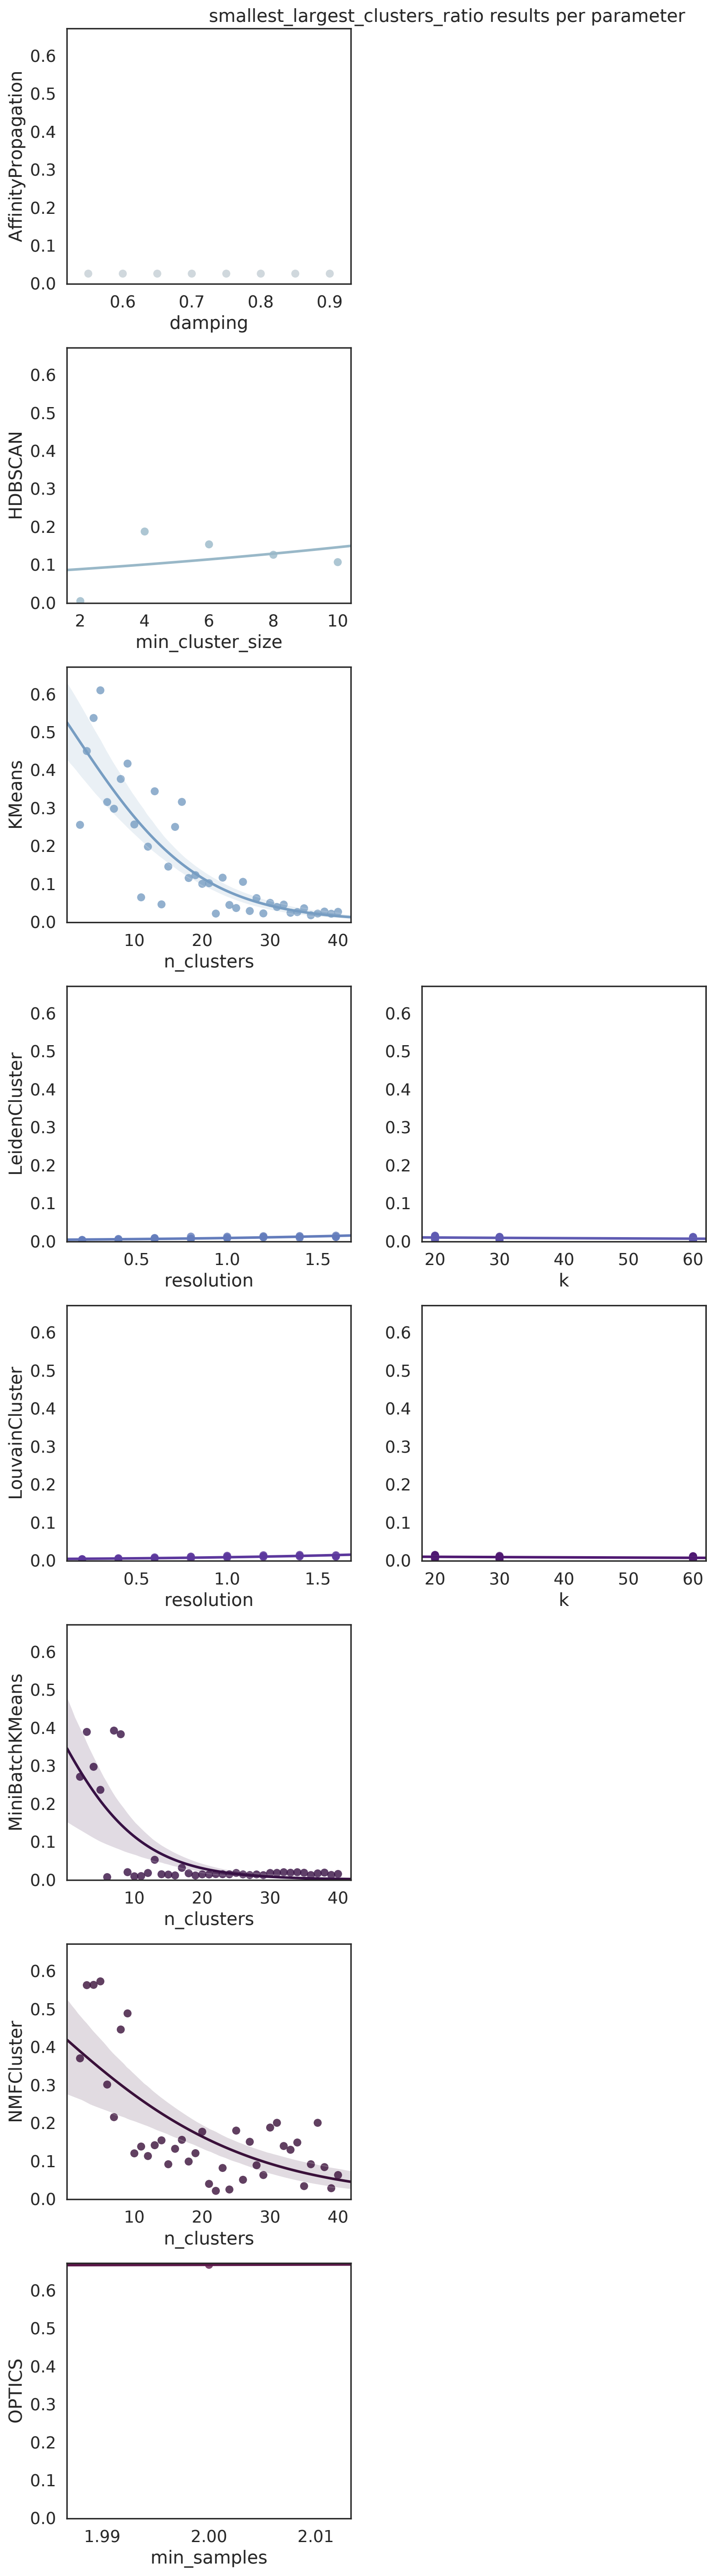 smallest_largest_clusters_ratio results per parameter
AffinityPropagation
0.6
0.5
0.4
0.3
0.2
0.1
0.0
0.6 0.7 0.8 0.9
damping
HDBSCAN
0.6
0.5
0.4
0.3
0.2
0.1
0.0
2 4 6 8 10
min_cluster_size
KMeans
0.6
0.5
0.4
0.3
0.2
0.1
0.0
10 20 30 40
n_clusters
LeidenCluster
0.6
0.5
0.4
0.3
0.2
0.1
0.0
0.5 1.0 1.5
resolution
0.6
0.5
0.4
0.3
0.2
0.1
0.0
20 30 40 50 60
k
LouvainCluster
0.6
0.5
0.4
0.3
0.2
0.1
0.0
0.5 1.0 1.5
resolution
0.6
0.5
0.4
0.3
0.2
0.1
0.0
20 30 40 50 60
k
MiniBatchKMeans
0.6
0.5
0.4
0.3
0.2
0.1
0.0
10 20 30 40
n_clusters
NMFCluster
0.6
0.5
0.4
0.3
0.2
0.1
0.0
10 20 30 40
n_clusters
OPTICS
0.6
0.5
0.4
0.3
0.2
0.1
0.0
1.99 2.00 2.01
min_samples